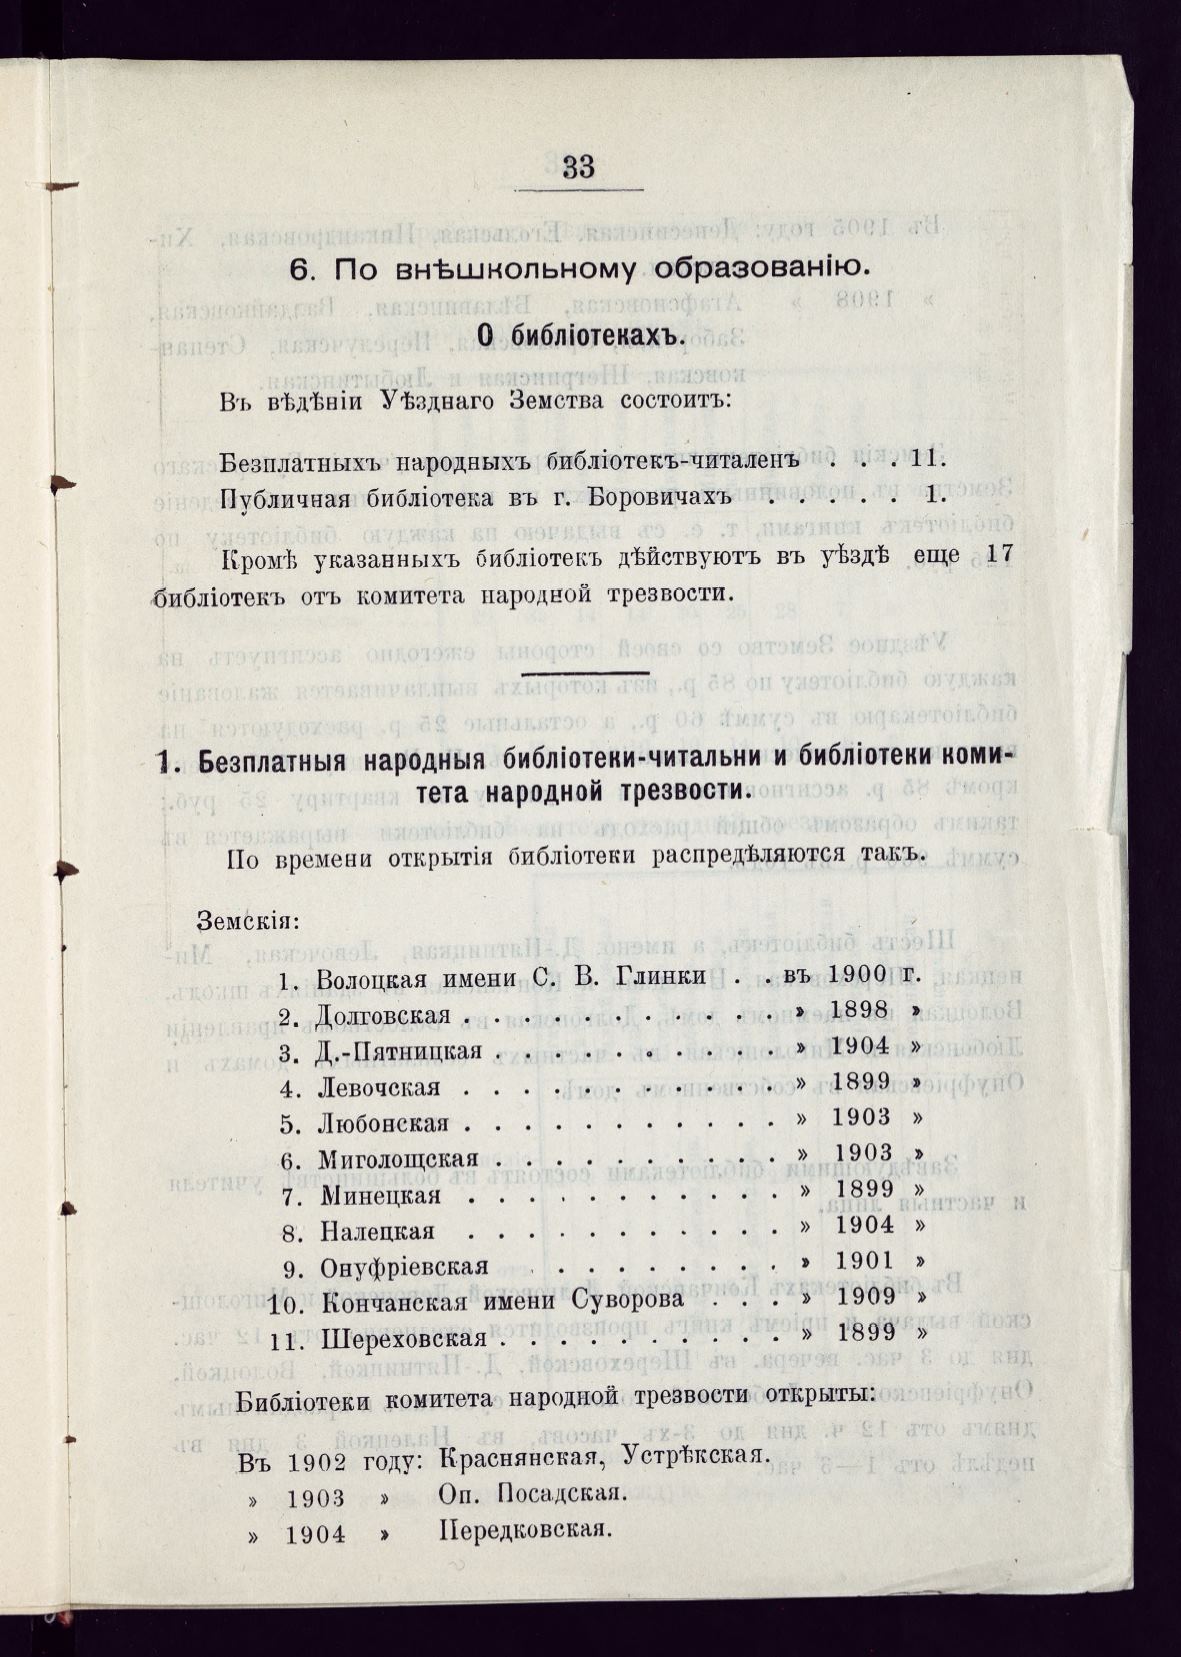 33
6. По внѣшкольному образованію.
О библіотекахъ.
Въ вѣдѣніи Уѣзднаго Земства состоитъ:
Безплатныхъ народныхъ библіотекъ-читаленъ . . . 11.
Публичная библіотека въ г. Боровичахъ . . . . . 1.
Кромѣ указанныхъ библіотекъ дѣйствуютъ въ уѣздѣ еще 17
библіотекъ отъ комитета народной трезвости.
1. Безплатныя народныя библіотеки-читальни и библіотеки коми-
тета народной трезвости.
По времени открытія библіотеки распредѣляются такъ.
Земскія:
1. Волоцкая имени С. В. Глинки . . въ 1900 г.
2. Долговская . . . . . . . . . . . » 1898 »
3. Д.-Пятницкая . . . . . . . . . . » 1904 »
4. Левочская . . . . . . . . . . . » 1899 »
5. Любонская . . . . . . . . . . . » 1903 »
6. Миголощская . . . . . . . . . . » 1903 »
7. Минецкая . . . . . . . . . . . » 1899 »
8. Налецкая . . . . . . . . . . . » 1904 »
9. Онуфріевская . . . . . . . . . » 1901 »
10. Кончанская имени Суворова . . . » 1909 »
11. Шереховская . . . . . . . . . . » 1899 »
Библіотеки комитета народной трезвости открыты:
Въ 1902 году: Краснянская, Устрѣкская.
» 1903 » Оп. Посадская.
» 1904 » Передковская.